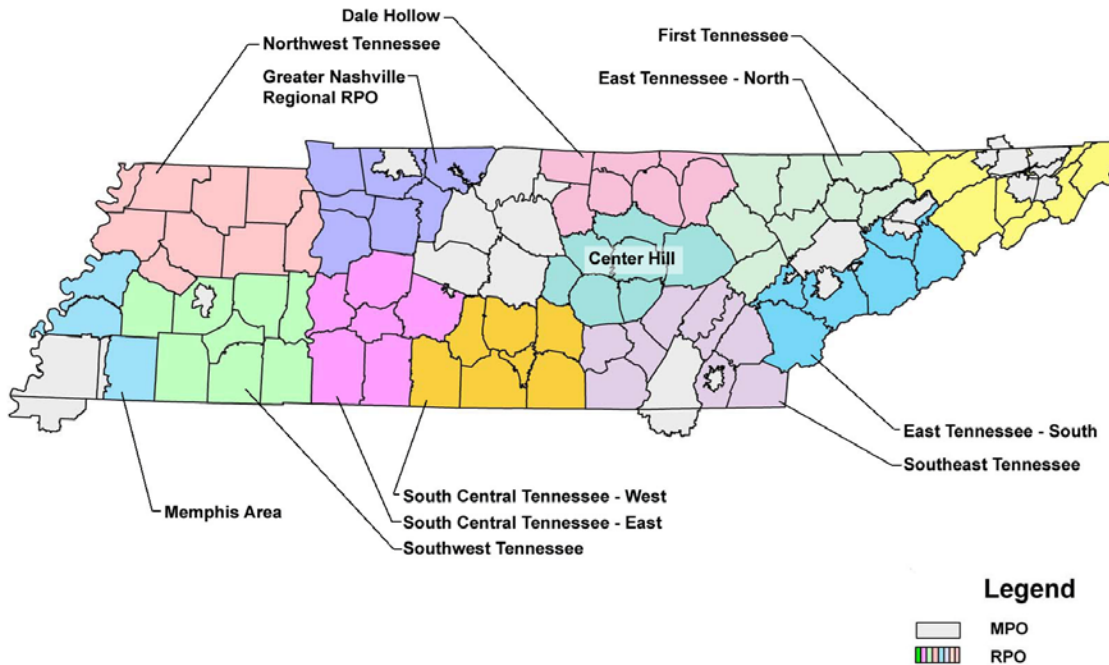 Dale Hollow
Northwest Tennessee
First Tennessee
Greater Nashville
Regional RPO
East Tennessee - North
Center Hill
East Tennessee - South
Southeast Tennessee
South Central Tennessee - West
Memphis Area
South Central Tennessee - East
Southwest Tennessee
Legend
MPO
RPO